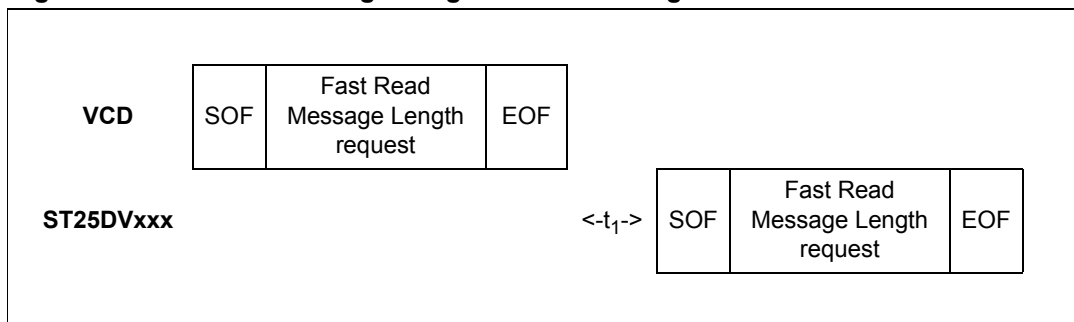 VCD
SOF
Fast Read
Message Length
request
EOF
ST25DVxxx
<-t₁->
SOF
Fast Read
Message Length
request
EOF